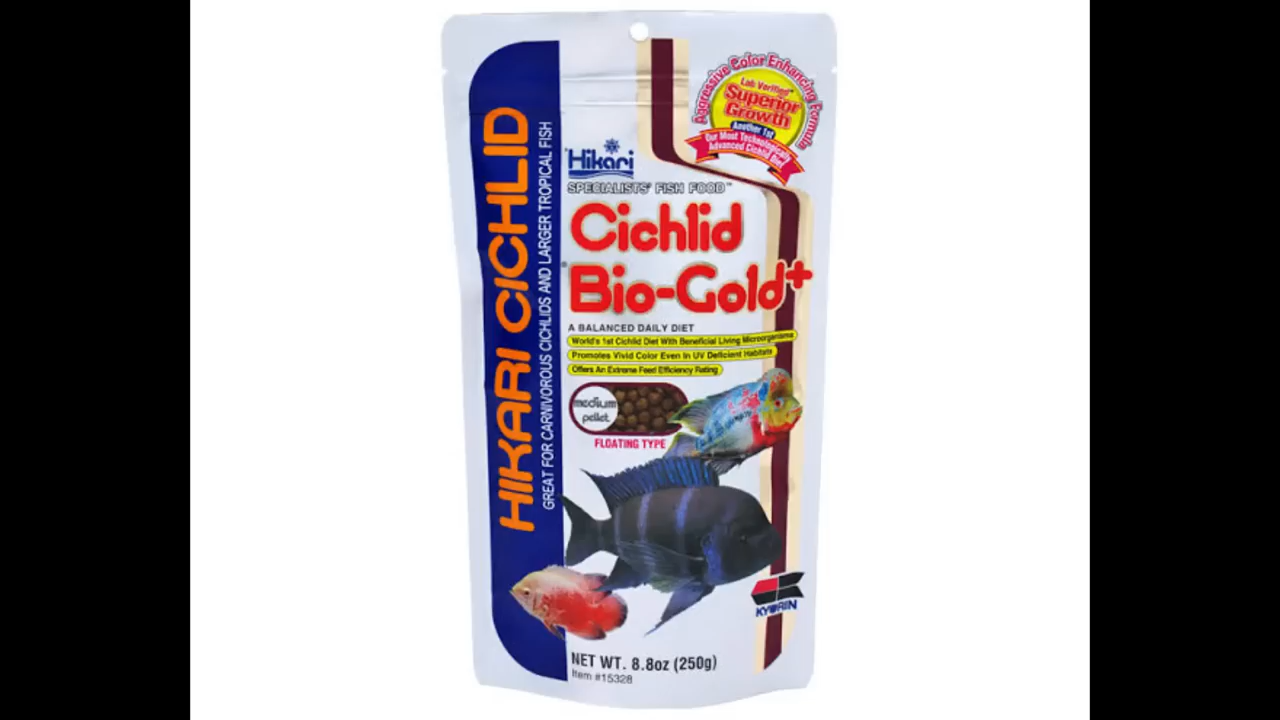 HIKARI CICHLID
GREAT FOR CARNIVOROUS CICHLIDS AND LARGER TROPICAL FISH
Aggressive Color Enhancing Formula
Lab Verified™
Superior
Growth
Another 1st
Our Most Technologically
Advanced Cichlid Diet
Hikari
SPECIALISTS' FISH FOOD™
Cichlid
Bio-Gold+
A BALANCED DAILY DIET
World's 1st Cichlid Diet With Beneficial Living Microorganisms
Promotes Vivid Color Even In UV Deficient Habitats
Offers An Extreme Feed Efficiency Rating
medium
pellet
FLOATING TYPE
KYORIN
NET WT. 8.8oz (250g)
Item #15328